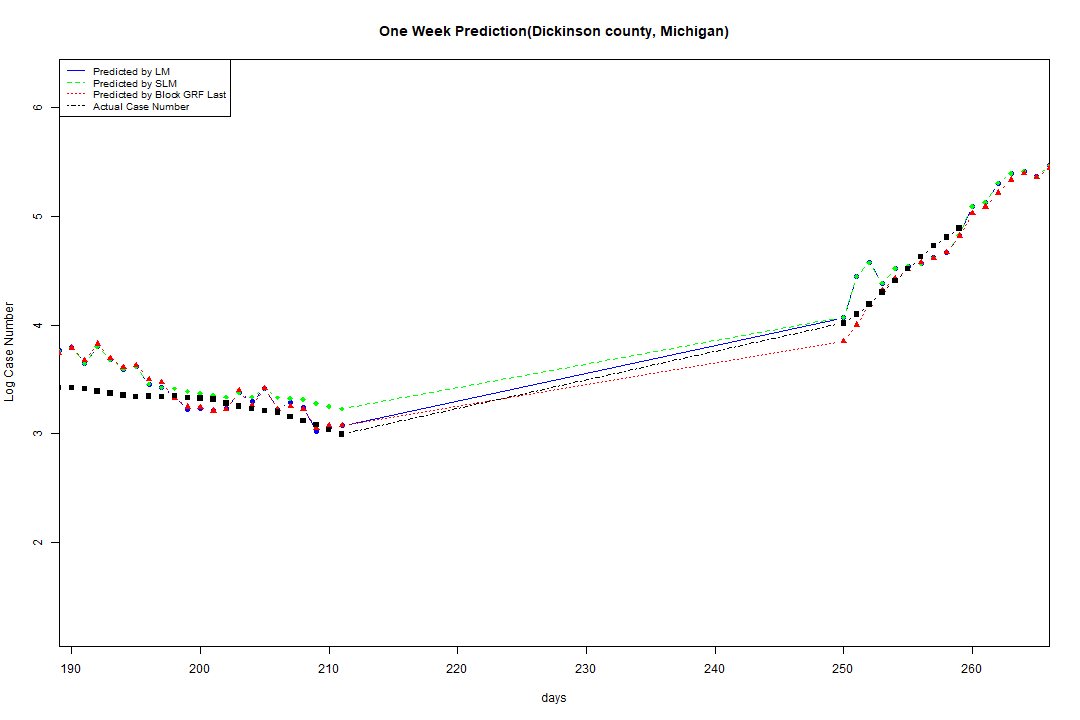 One Week Prediction(Dickinson county, Michigan)
Predicted by LM
Predicted by SLM
Predicted by Block GRF Last
Actual Case Number
6
5
4
3
2
Log Case Number
190 200 210 220 230 240 250 260
days